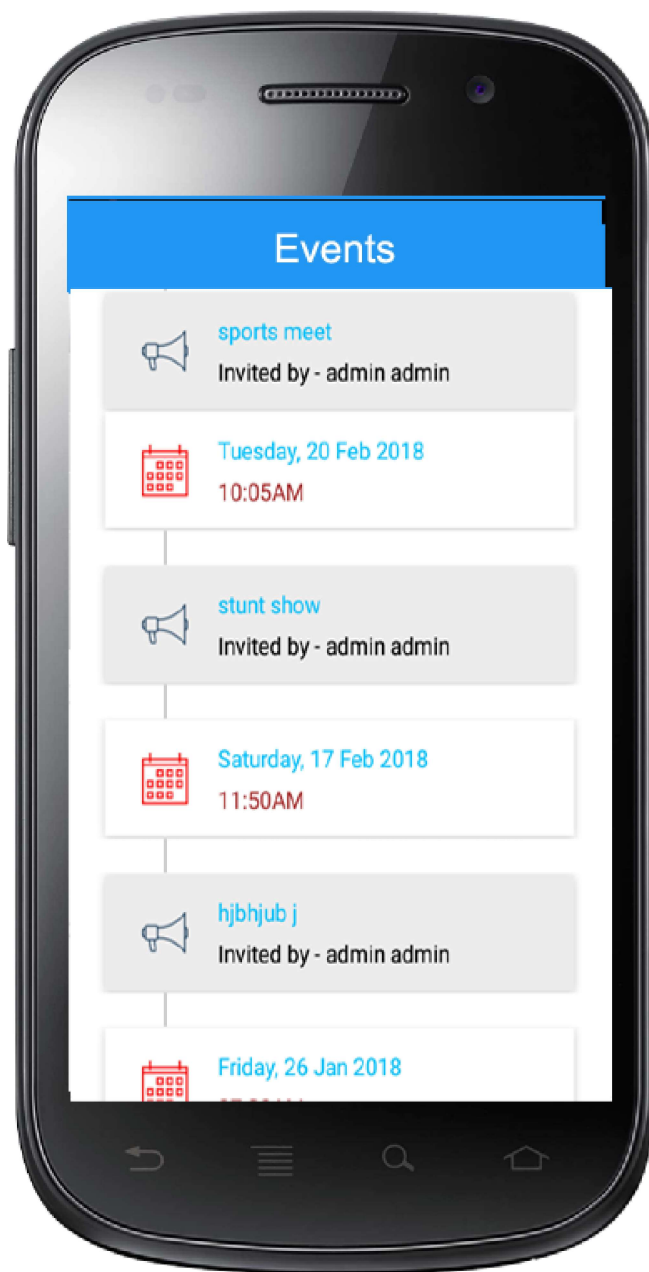 Events
sports meet
Invited by - admin admin
Tuesday, 20 Feb 2018
10:05AM
stunt show
Invited by - admin admin
Saturday, 17 Feb 2018
11:50AM
hjbhjub j
Invited by - admin admin
Friday, 26 Jan 2018